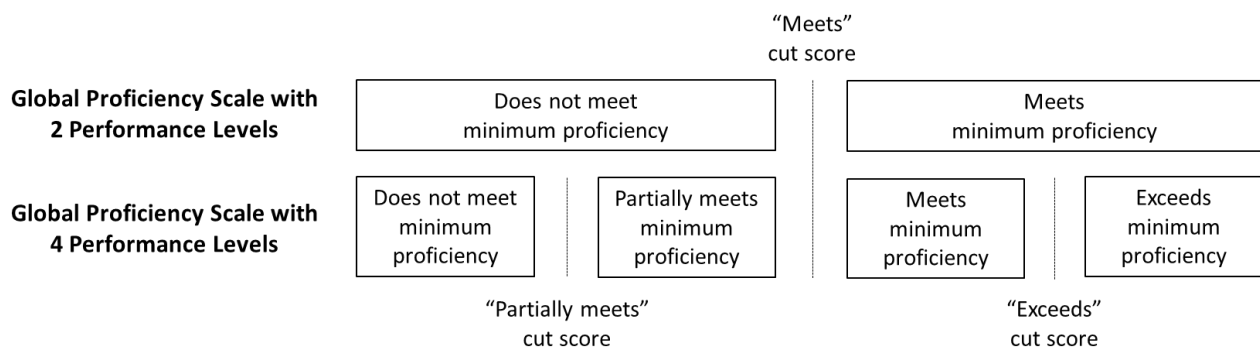 “Meets”
cut score
Global Proficiency Scale with
2 Performance Levels
Does not meet
minimum proficiency
Meets
minimum proficiency
Global Proficiency Scale with
4 Performance Levels
Does not meet
minimum
proficiency
Partially meets
minimum
proficiency
Meets
minimum
proficiency
Exceeds
minimum
proficiency
“Partially meets”
cut score
“Exceeds”
cut score